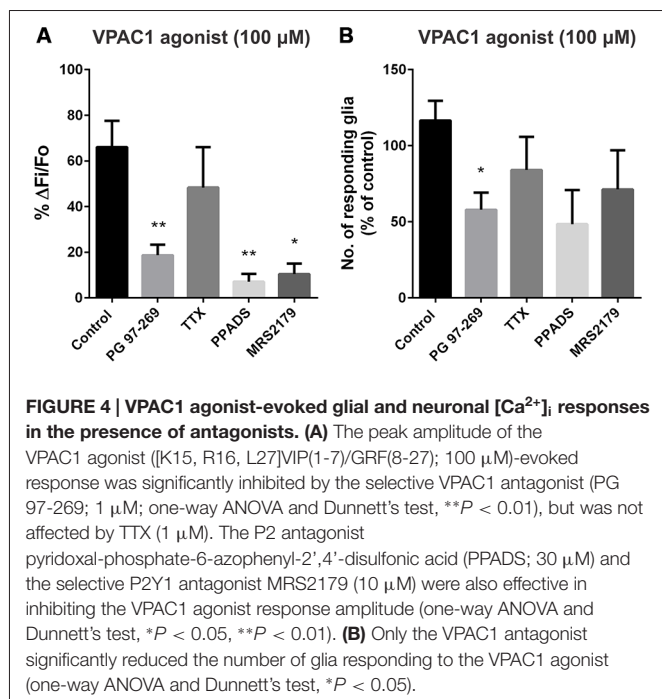 A VPAC1 agonist (100 µM)
% ΔFi/Fo
100
80
60
40
20
0
**
**
*
Control
PG 97-269
TTX
PPADS
MRS2179
B VPAC1 agonist (100 µM)
No. of responding glia
(% of control)
150
100
50
0
*
Control
PG 97-269
TTX
PPADS
MRS2179
FIGURE 4 | VPAC1 agonist-evoked glial and neuronal [Ca²⁺]ᵢ responses
in the presence of antagonists. (A) The peak amplitude of the
VPAC1 agonist ([K15, R16, L27]VIP(1-7)/GRF(8-27); 100 µM)-evoked
response was significantly inhibited by the selective VPAC1 antagonist (PG
97-269; 1 µM; one-way ANOVA and Dunnett's test, **P < 0.01), but was not
affected by TTX (1 µM). The P2 antagonist
pyridoxal-phosphate-6-azophenyl-2',4'-disulfonic acid (PPADS; 30 µM) and
the selective P2Y1 antagonist MRS2179 (10 µM) were also effective in
inhibiting the VPAC1 agonist response amplitude (one-way ANOVA and
Dunnett's test, *P < 0.05, **P < 0.01). (B) Only the VPAC1 antagonist
significantly reduced the number of glia responding to the VPAC1 agonist
(one-way ANOVA and Dunnett's test, *P < 0.05).